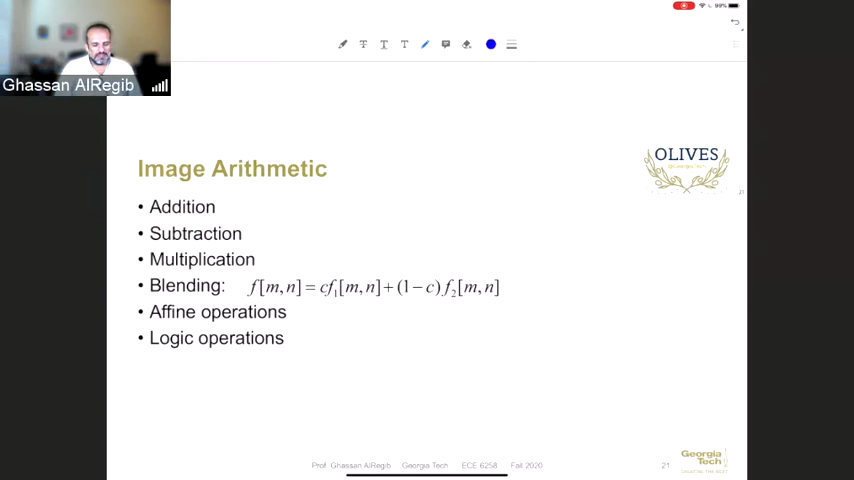 99%
Ghassan AlRegib
Image Arithmetic
OLIVES
21
• Addition
• Subtraction
• Multiplication
• Blending: f[m,n] = cf₁[m,n] + (1 − c) f₂[m,n]
• Affine operations
• Logic operations
Prof Ghassan AlRegib Georgia Tech ECE 6258 Fall 2020
21
Georgia
Tech